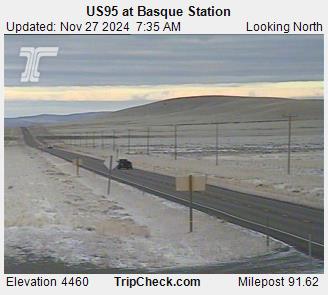 US95 at Basque Station
Updated: Nov 27 2024 7:35 AM Looking North
Elevation 4460 TripCheck.com Milepost 91.62